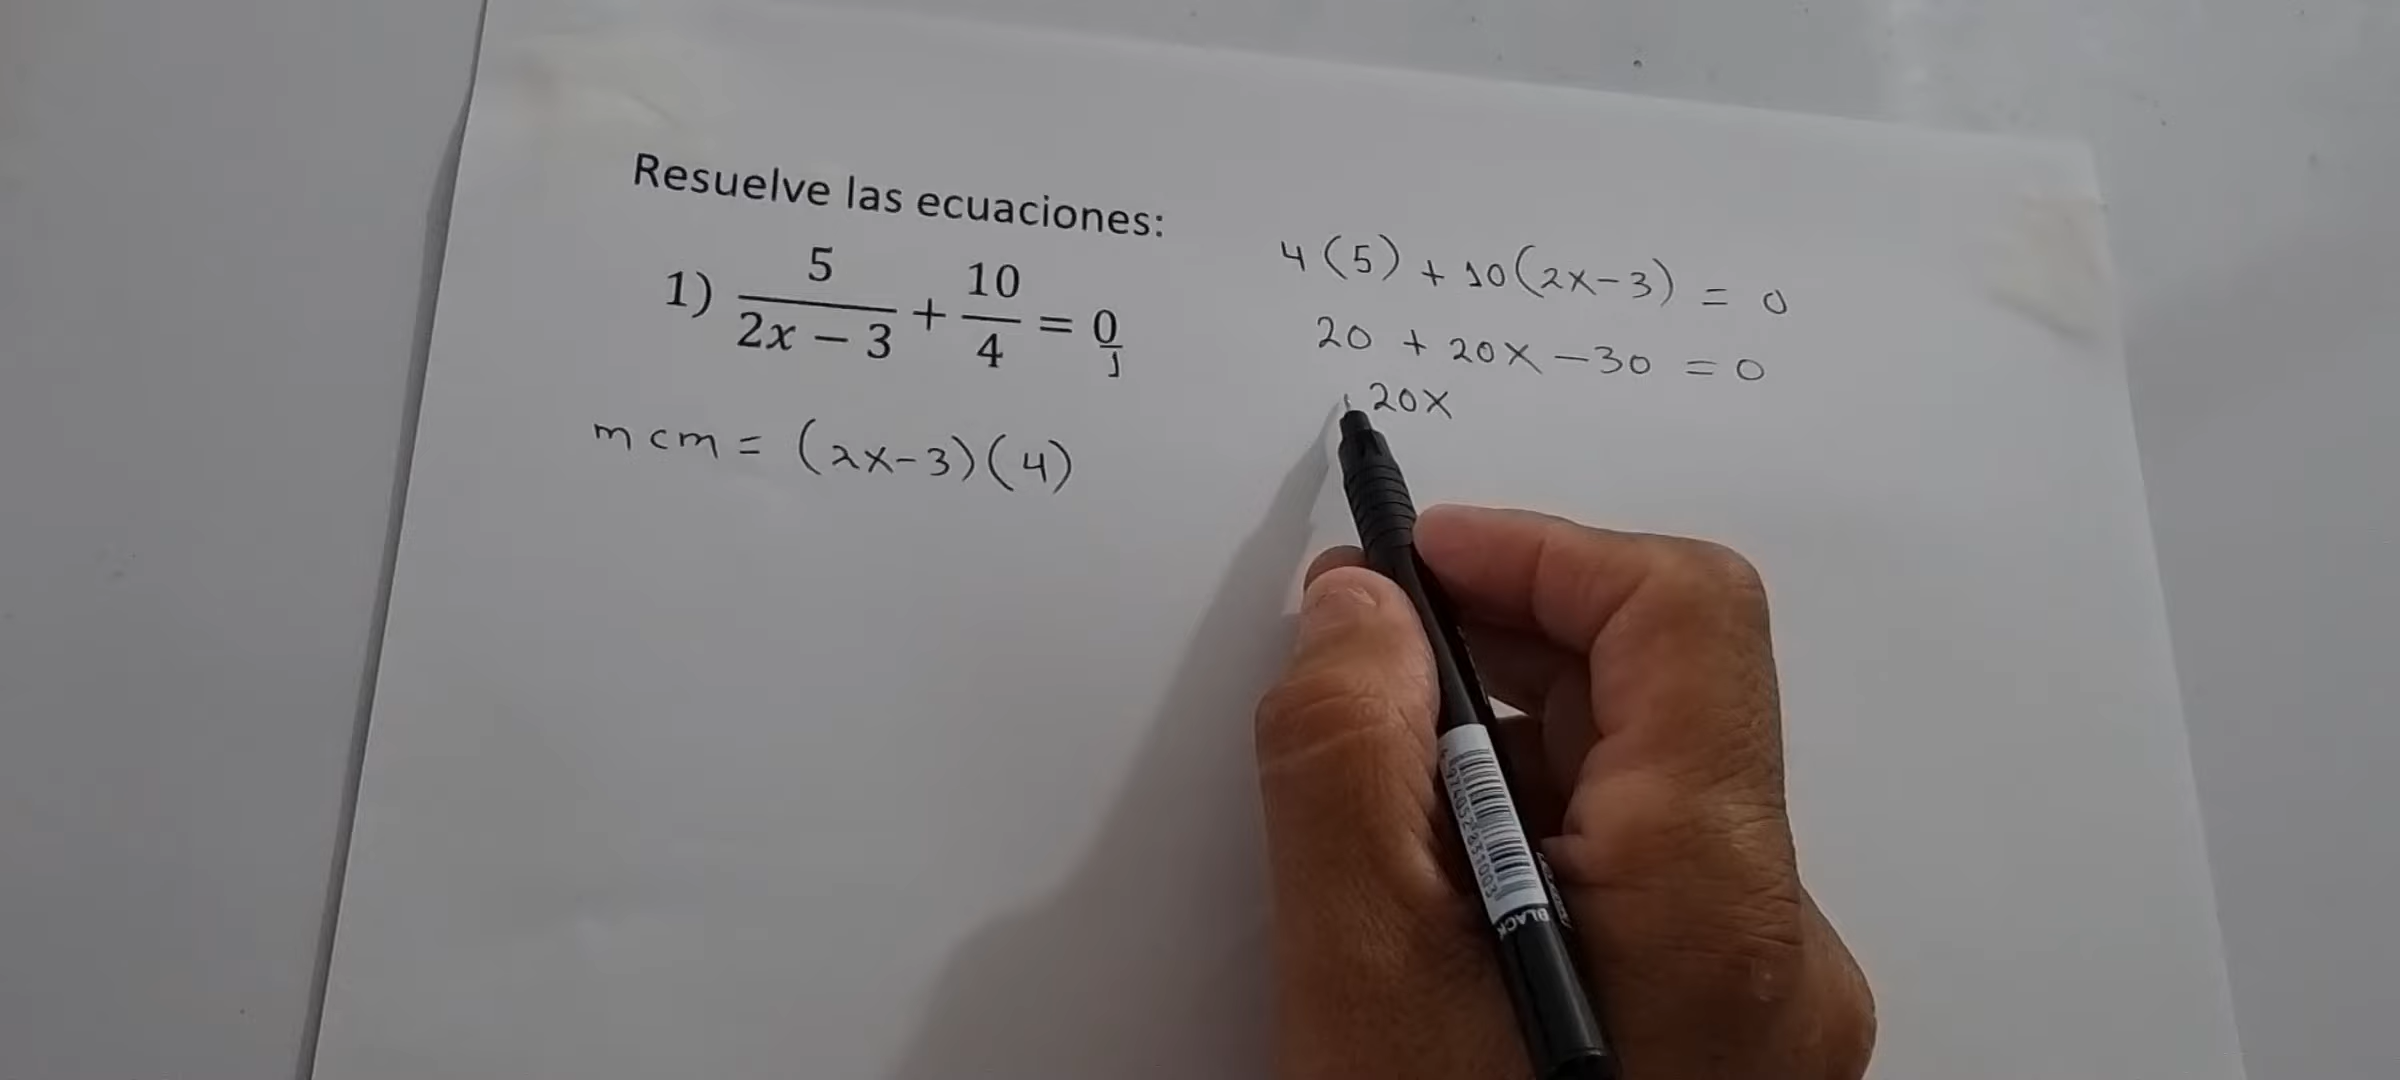 Resuelve las ecuaciones:
1) 5/(2x − 3) + 10/4 = 0/1
mcm = (2x-3)(4)
4(5) + 10(2x-3) = 0
20 + 20x - 30 = 0
20x
BLACK